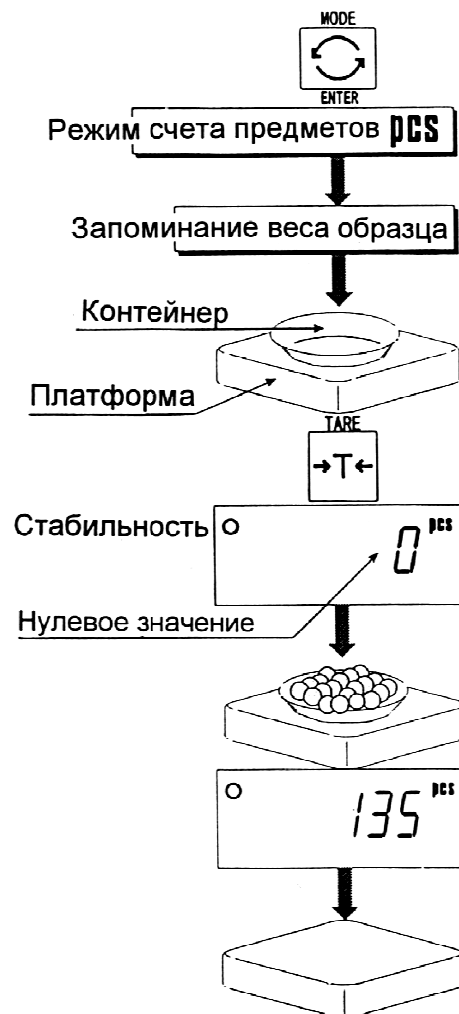 MODE
ENTER
Режим счета предметов pcs
Запоминание веса образца
Контейнер
Платформа
TARE
→T←
Стабильность
0 pcs
Нулевое значение
135 pcs